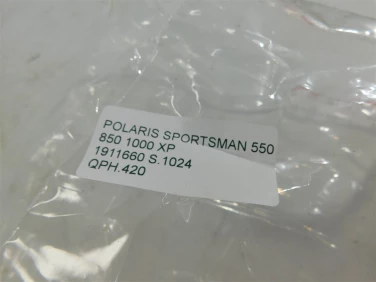 POLARIS SPORTSMAN 550
850 1000 XP
1911660 S.1024
QPH.420